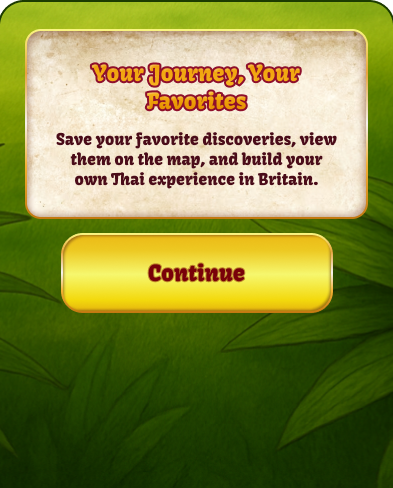 Your Journey, Your
Favorites
Save your favorite discoveries, view
them on the map, and build your
own Thai experience in Britain.
Continue